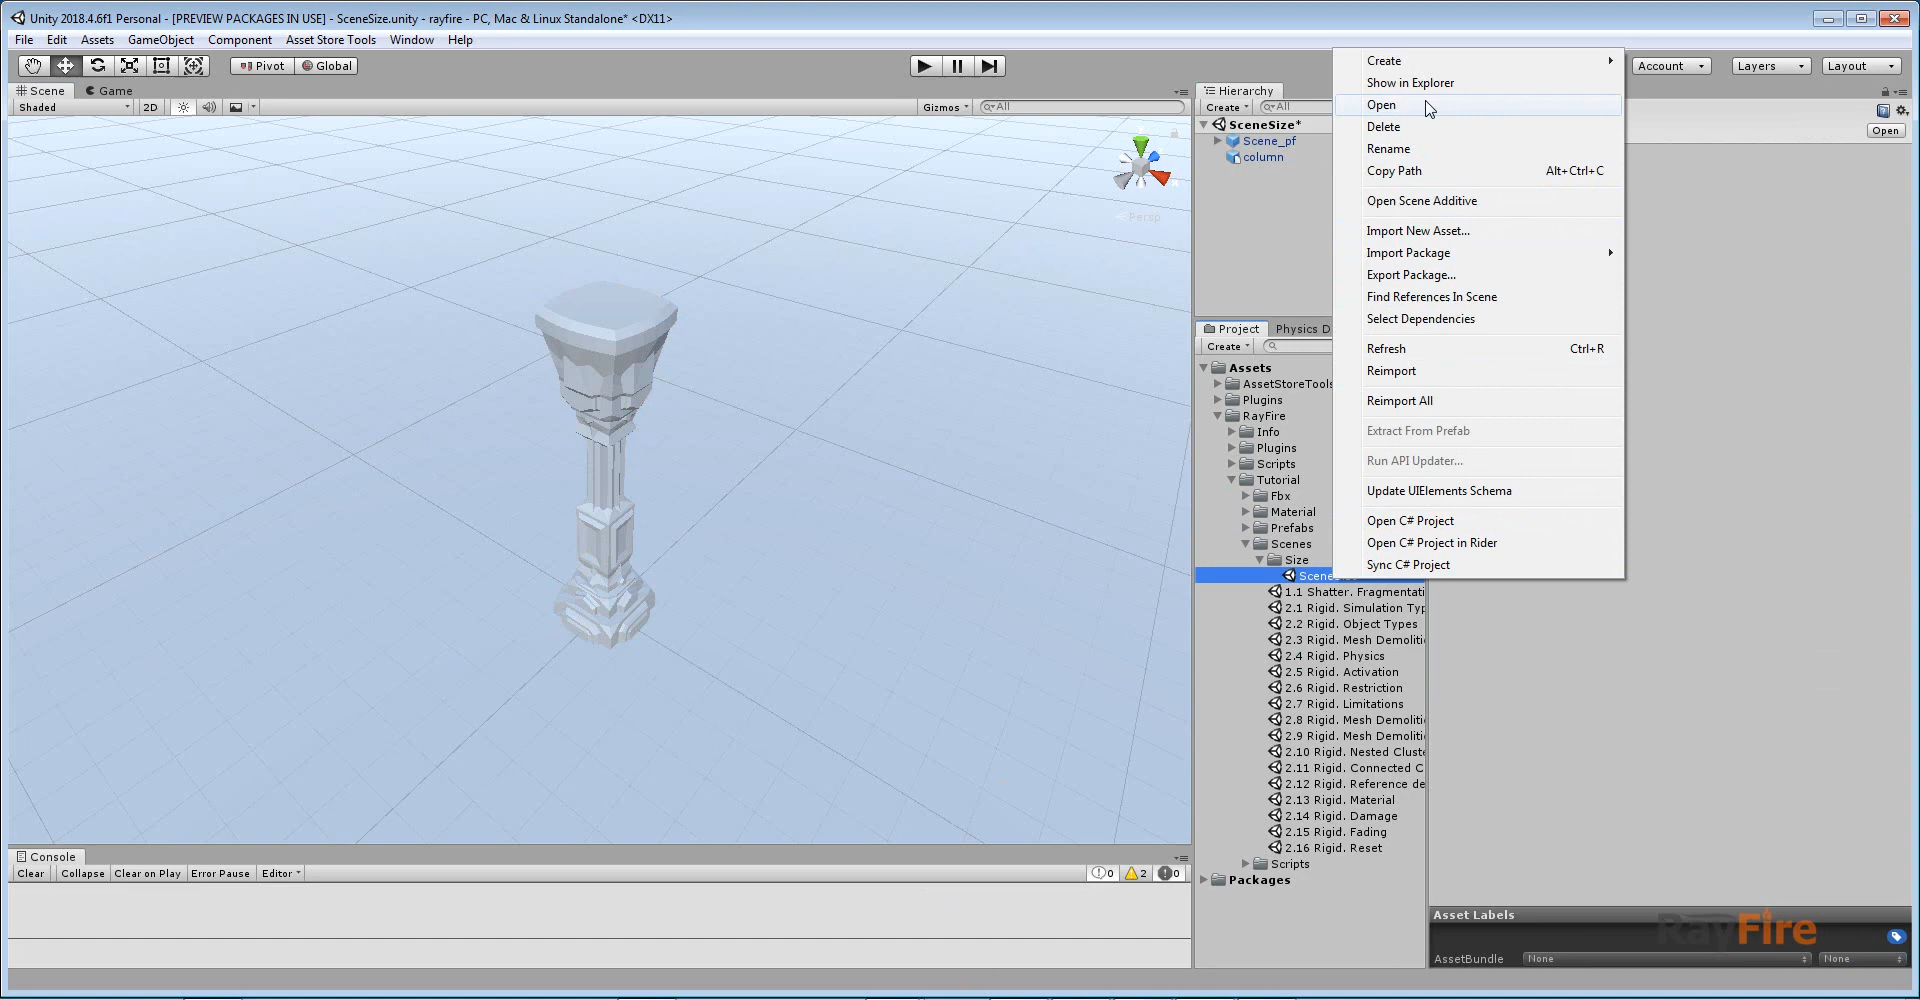 Unity 2018.4.6f1 Personal - [PREVIEW PACKAGES IN USE] - SceneSize.unity - rayfire - PC, Mac & Linux Standalone* <DX11>
File Edit Assets GameObject Component Asset Store Tools Window Help
Pivot Global
Account Layers Layout
Scene Game
Shaded 2D Gizmos All
Persp
Hierarchy
Create All
SceneSize*
Scene_pf
column
Project Physics D
Create
Assets
AssetStoreTools
Plugins
RayFire
Info
Plugins
Scripts
Tutorial
Fbx
Material
Prefabs
Scenes
Size
1.1 Shatter. Fragmentati
2.1 Rigid. Simulation Typ
2.2 Rigid. Object Types
2.3 Rigid. Mesh Demoliti
2.4 Rigid. Physics
2.5 Rigid. Activation
2.6 Rigid. Restriction
2.7 Rigid. Limitations
2.8 Rigid. Mesh Demoliti
2.9 Rigid. Mesh Demoliti
2.10 Rigid. Nested Cluste
2.11 Rigid. Connected C
2.12 Rigid. Reference de
2.13 Rigid. Material
2.14 Rigid. Damage
2.15 Rigid. Fading
2.16 Rigid. Reset
Scripts
Packages
Create
Show in Explorer
Open
Delete
Rename
Copy Path Alt+Ctrl+C
Open Scene Additive
Import New Asset...
Import Package
Export Package...
Find References In Scene
Select Dependencies
Refresh Ctrl+R
Reimport
Reimport All
Extract From Prefab
Run API Updater...
Update UIElements Schema
Open C# Project
Open C# Project in Rider
Sync C# Project
Open
Console
Clear Collapse Clear on Play Error Pause Editor 0 2 0
Asset Labels
RayFire
AssetBundle None None